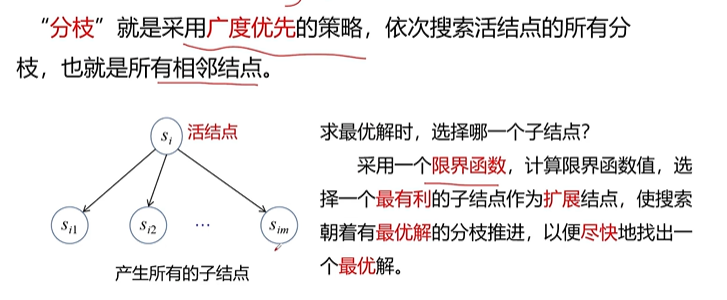 “分枝”就是采用广度优先的策略，依次搜索活结点的所有分
枝，也就是所有相邻结点。
s_i 活结点
s_i1 s_i2 … s_im
产生所有的子结点
求最优解时，选择哪一个子结点？
采用一个限界函数，计算限界函数值，选
择一个最有利的子结点作为扩展结点，使搜索
朝着有最优解的分枝推进，以便尽快地找出一
个最优解。